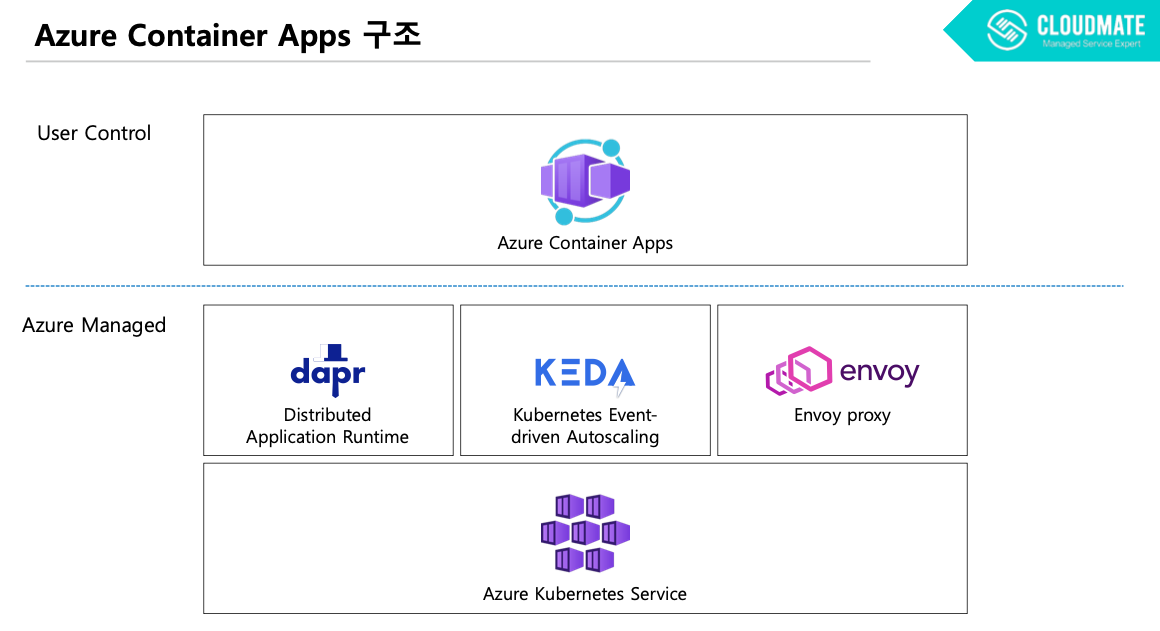 Azure Container Apps 구조
CLOUDMATE
Managed Service Expert
User Control
Azure Container Apps
Azure Managed
dapr
Distributed
Application Runtime
KEDA
Kubernetes Event-
driven Autoscaling
envoy
Envoy proxy
Azure Kubernetes Service